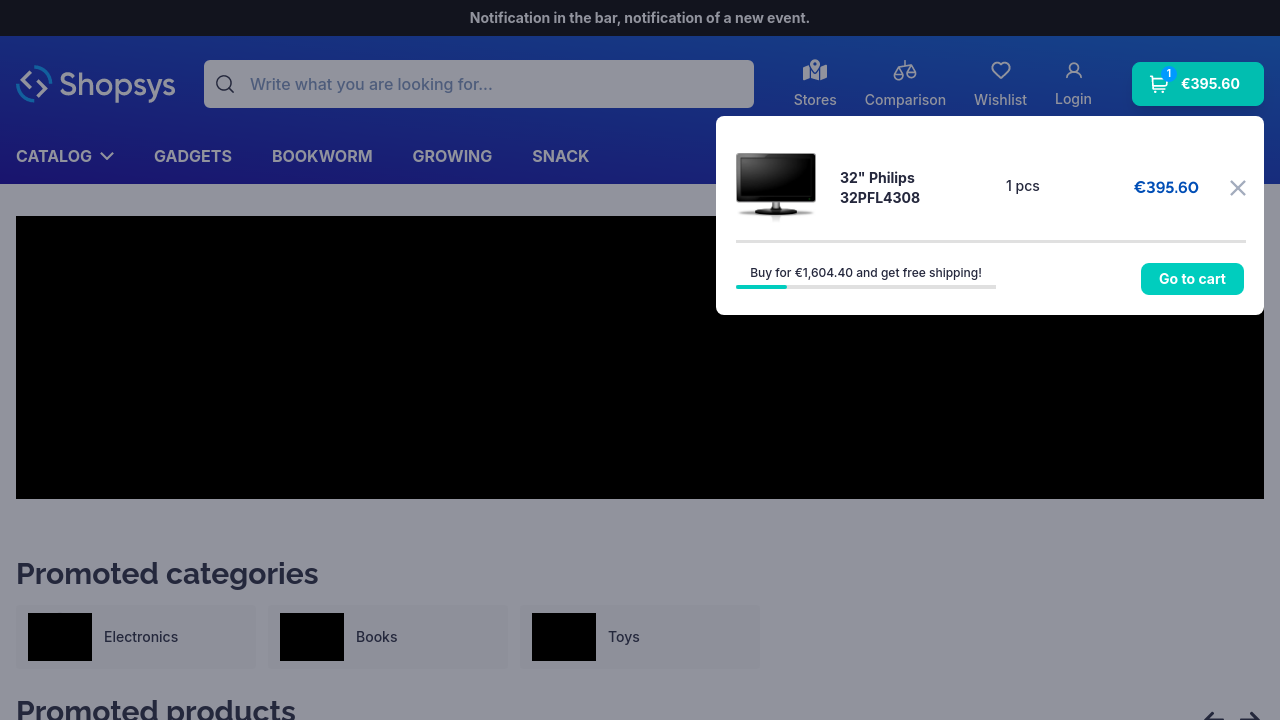 Notification in the bar, notification of a new event.
Shopsys
Write what you are looking for...
Stores
Comparison
Wishlist
Login
1
€395.60
CATALOG
GADGETS
BOOKWORM
GROWING
SNACK
32" Philips
32PFL4308
1 pcs
€395.60
Buy for €1,604.40 and get free shipping!
Go to cart
Promoted categories
Electronics
Books
Toys
Promoted products